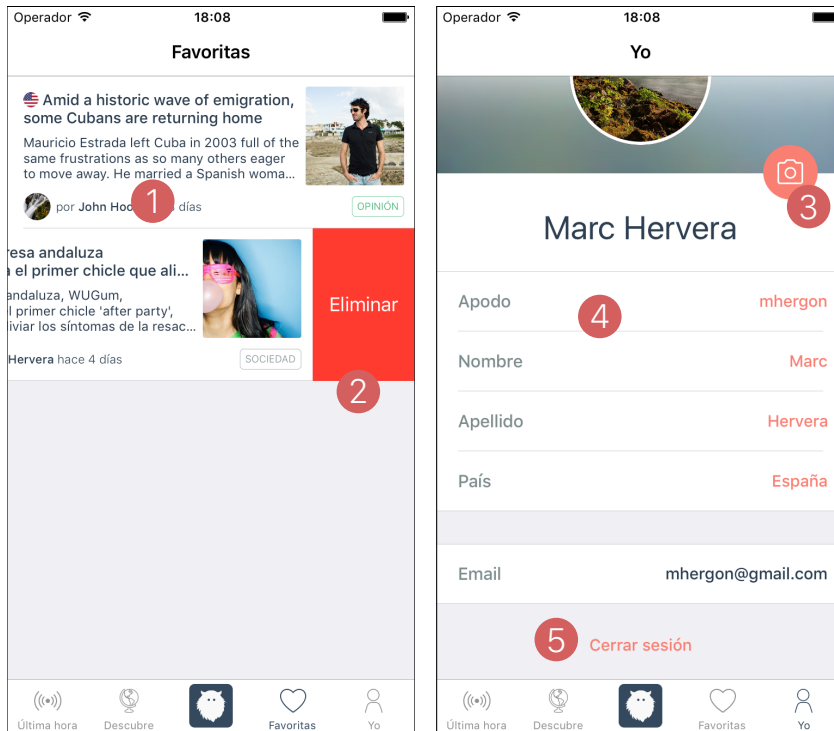 Operador 18:08
Favoritas
Amid a historic wave of emigration,
some Cubans are returning home
Mauricio Estrada left Cuba in 2003 full of the
same frustrations as so many others eager
to move away. He married a Spanish woma...
por John Hoo días
1
OPINIÓN
resa andaluza
a el primer chicle que ali...
andaluza, WUGum,
l primer chicle 'after party',
liviar los síntomas de la resac...
Hervera hace 4 días
SOCIEDAD
Eliminar
2
Última hora
Descubre
Favoritas
Yo
Operador 18:08
Yo
3
Marc Hervera
Apodo mhergon
4
Nombre Marc
Apellido Hervera
País España
Email mhergon@gmail.com
5 Cerrar sesión
Última hora
Descubre
Favoritas
Yo